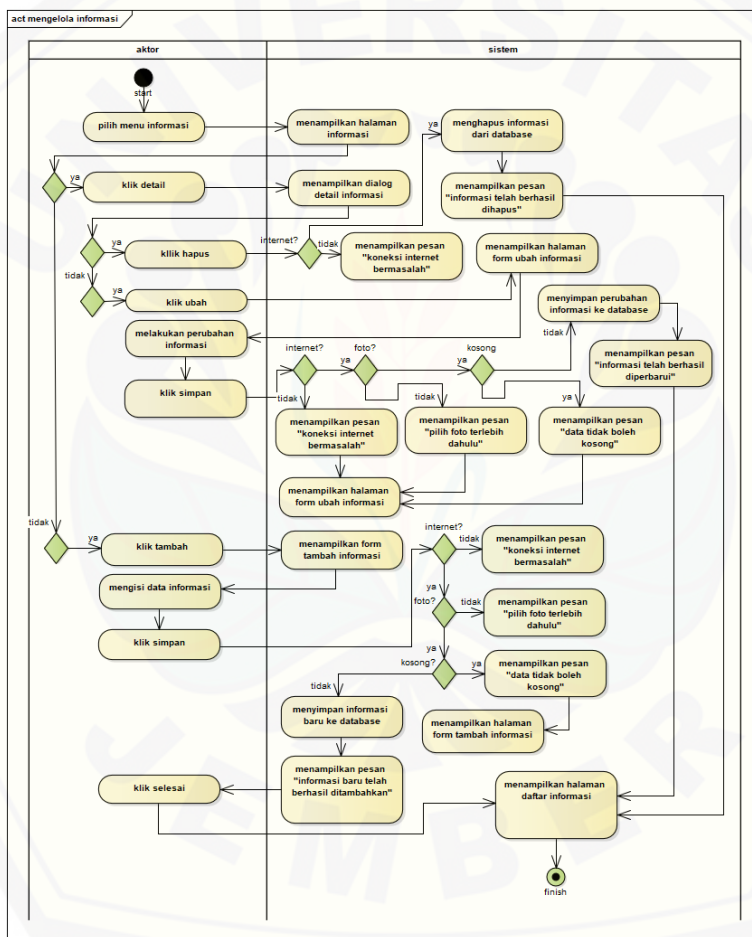 act mengelola informasi
aktor
sistem
start
pilih menu informasi
menampilkan halaman
informasi
ya
menghapus informasi
dari database
ya
klik detail
menampilkan dialog
detail informasi
menampilkan pesan
"informasi telah berhasil
dihapus"
ya
kllik hapus
internet?
tidak
menampilkan pesan
"koneksi internet
bermasalah"
menampilkan halaman
form ubah informasi
tidak
ya
klik ubah
menyimpan perubahan
informasi ke database
tidak
melakukan perubahan
informasi
internet?
ya
foto?
ya
kosong
menampilkan pesan
"informasi telah berhasil
diperbarui"
klik simpan
tidak
tidak
ya
menampilkan pesan
"koneksi internet
bermasalah"
menampilkan pesan
"pilih foto terlebih
dahulu"
menampilkan pesan
"data tidak boleh
kosong"
menampilkan halaman
form ubah informasi
tidak
ya
klik tambah
menampilkan form
tambah informasi
internet?
tidak
menampilkan pesan
"koneksi internet
bermasalah"
mengisi data informasi
ya
foto?
tidak
menampilkan pesan
"pilih foto terlebih
dahulu"
klik simpan
ya
kosong?
ya
menampilkan pesan
"data tidak boleh
kosong"
tidak
menyimpan informasi
baru ke database
menampilkan halaman
form tambah informasi
menampilkan pesan
"informasi baru telah
berhasil ditambahkan"
klik selesai
menampilkan halaman
daftar informasi
finish
UNIVERSITA
JEMBER